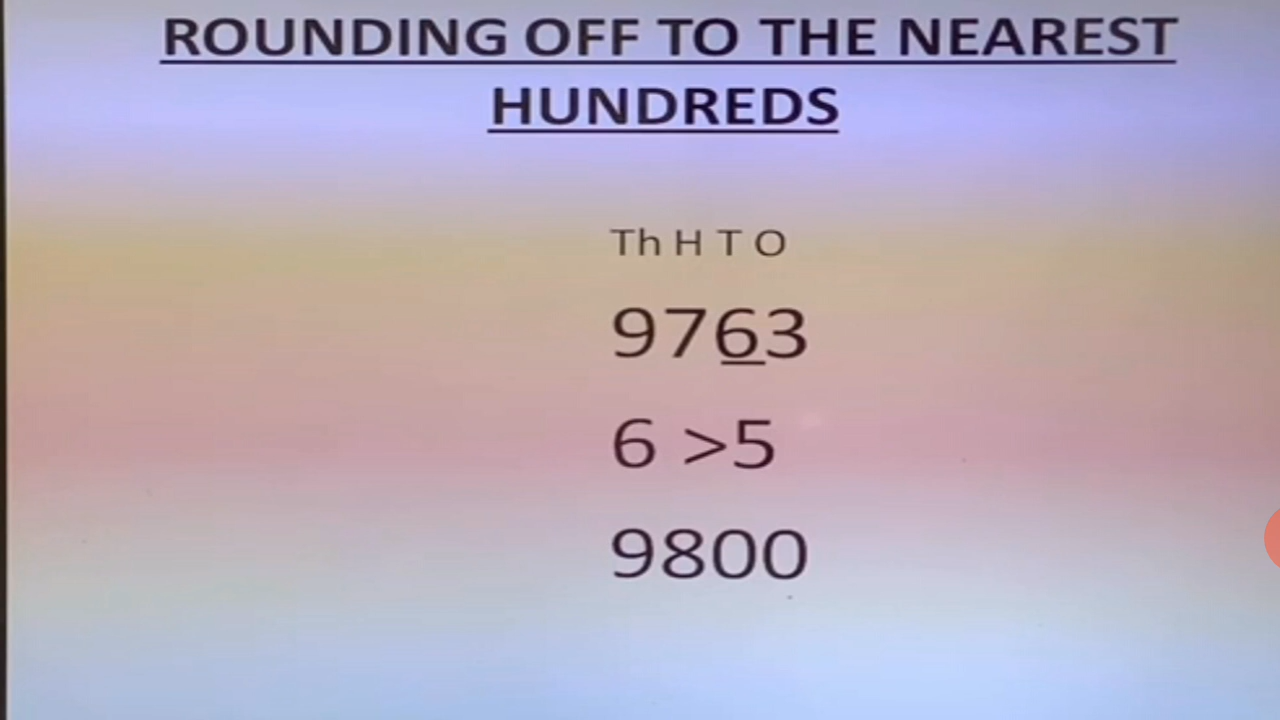 ROUNDING OFF TO THE NEAREST
HUNDREDS
Th H T O
9763
6 >5
9800